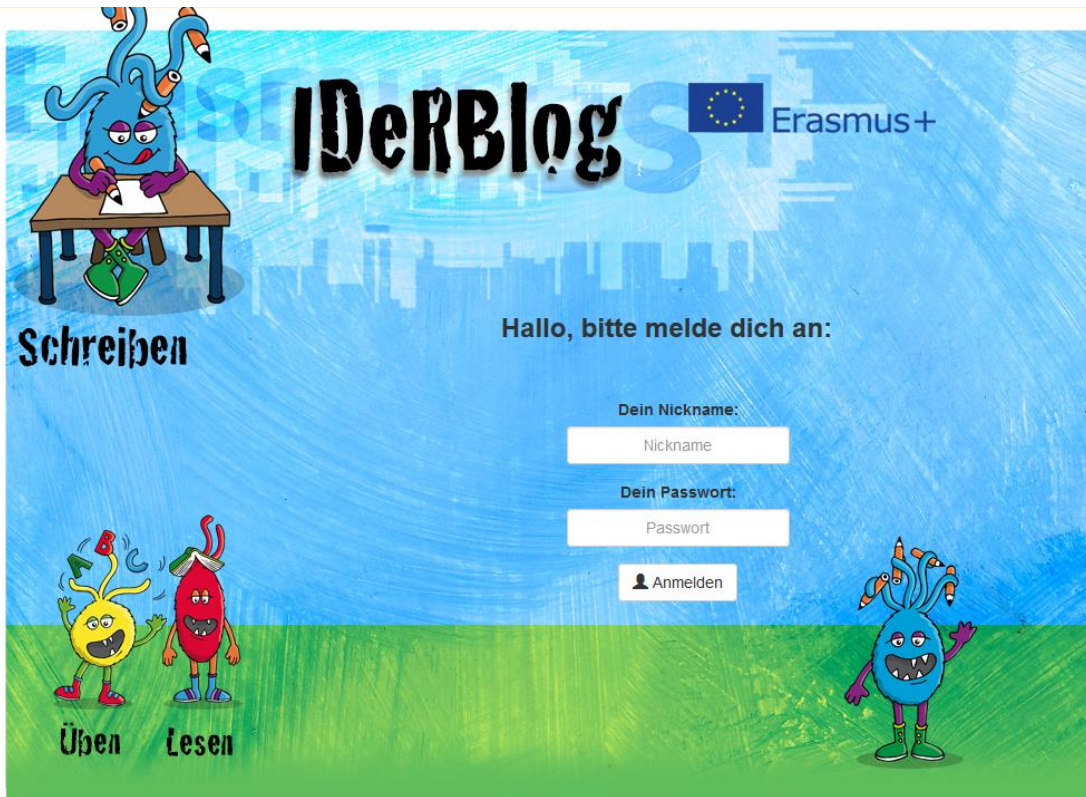 IDeRBlog
Erasmus+
Schreiben
Hallo, bitte melde dich an:
Dein Nickname:
Nickname
Dein Passwort:
Passwort
Anmelden
A B C
Üben
Lesen